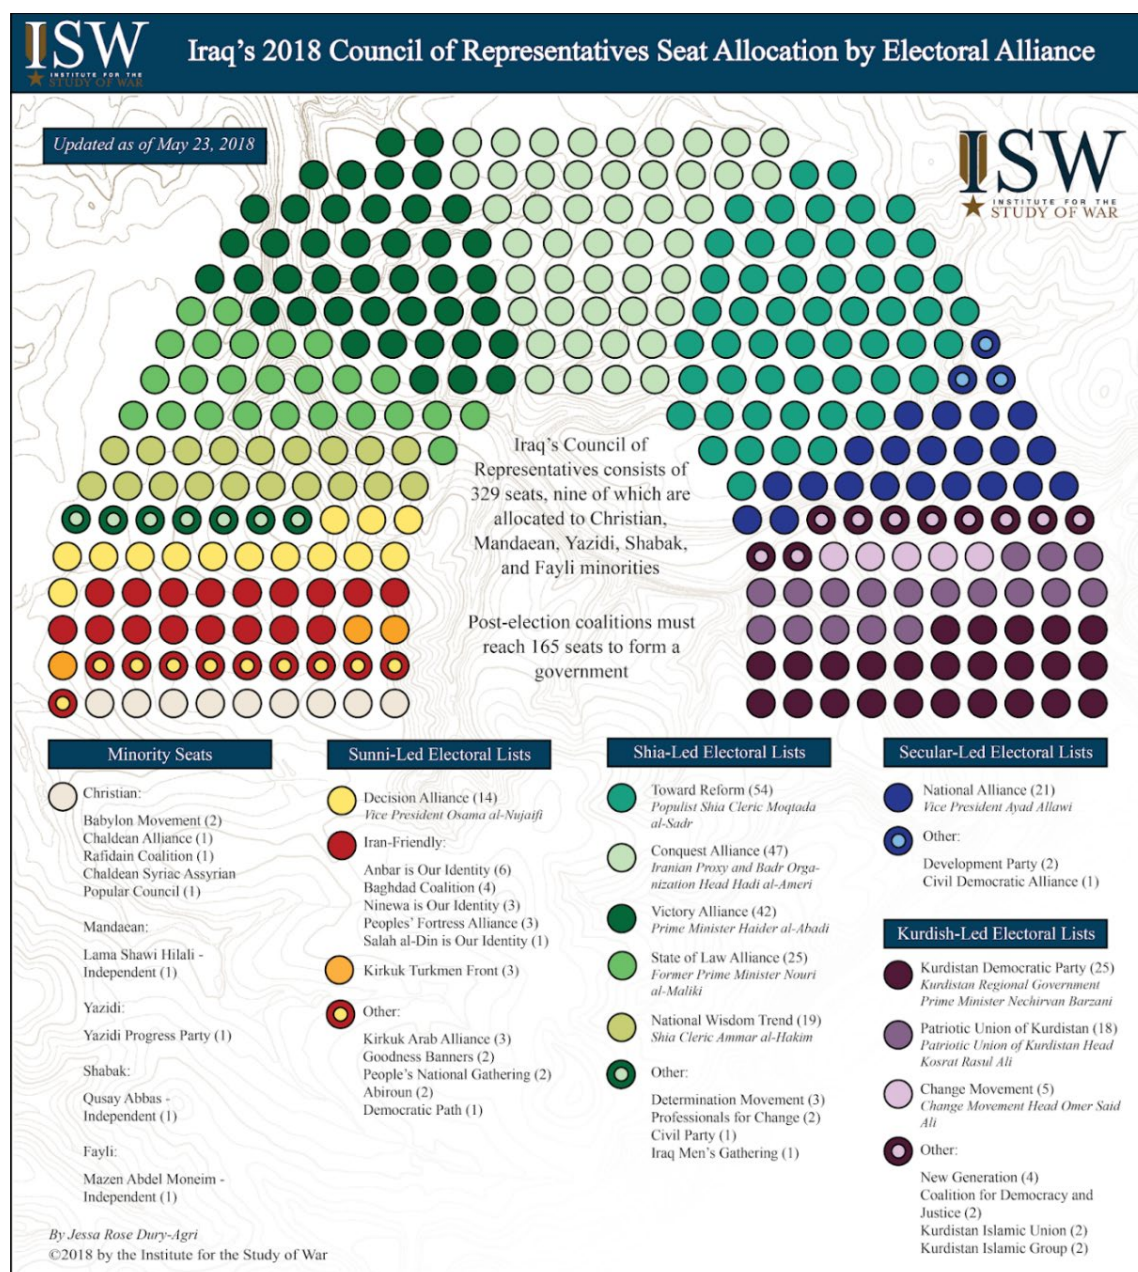 ISW
INSTITUTE FOR THE
STUDY OF WAR
Iraq's 2018 Council of Representatives Seat Allocation by Electoral Alliance
Updated as of May 23, 2018
ISW
INSTITUTE FOR THE
STUDY OF WAR
Iraq's Council of
Representatives consists of
329 seats, nine of which are
allocated to Christian,
Mandaean, Yazidi, Shabak,
and Fayli minorities
Post-election coalitions must
reach 165 seats to form a
government
Minority Seats
Christian:
Babylon Movement (2)
Chaldean Alliance (1)
Rafidain Coalition (1)
Chaldean Syriac Assyrian
Popular Council (1)
Mandaean:
Lama Shawi Hilali -
Independent (1)
Yazidi:
Yazidi Progress Party (1)
Shabak:
Qusay Abbas -
Independent (1)
Fayli:
Mazen Abdel Moneim -
Independent (1)
Sunni-Led Electoral Lists
Decision Alliance (14)
Vice President Osama al-Nujaifi
Iran-Friendly:
Anbar is Our Identity (6)
Baghdad Coalition (4)
Ninewa is Our Identity (3)
Peoples' Fortress Alliance (3)
Salah al-Din is Our Identity (1)
Kirkuk Turkmen Front (3)
Other:
Kirkuk Arab Alliance (3)
Goodness Banners (2)
People's National Gathering (2)
Abiroun (2)
Democratic Path (1)
Shia-Led Electoral Lists
Toward Reform (54)
Populist Shia Cleric Moqtada
al-Sadr
Conquest Alliance (47)
Iranian Proxy and Badr Orga-
nization Head Hadi al-Ameri
Victory Alliance (42)
Prime Minister Haider al-Abadi
State of Law Alliance (25)
Former Prime Minister Nouri
al-Maliki
National Wisdom Trend (19)
Shia Cleric Ammar al-Hakim
Other:
Determination Movement (3)
Professionals for Change (2)
Civil Party (1)
Iraq Men's Gathering (1)
Secular-Led Electoral Lists
National Alliance (21)
Vice President Ayad Allawi
Other:
Development Party (2)
Civil Democratic Alliance (1)
Kurdish-Led Electoral Lists
Kurdistan Democratic Party (25)
Kurdistan Regional Government
Prime Minister Nechirvan Barzani
Patriotic Union of Kurdistan (18)
Patriotic Union of Kurdistan Head
Kosrat Rasul Ali
Change Movement (5)
Change Movement Head Omer Said
Ali
Other:
New Generation (4)
Coalition for Democracy and
Justice (2)
Kurdistan Islamic Union (2)
Kurdistan Islamic Group (2)
By Jessa Rose Dury-Agri
©2018 by the Institute for the Study of War